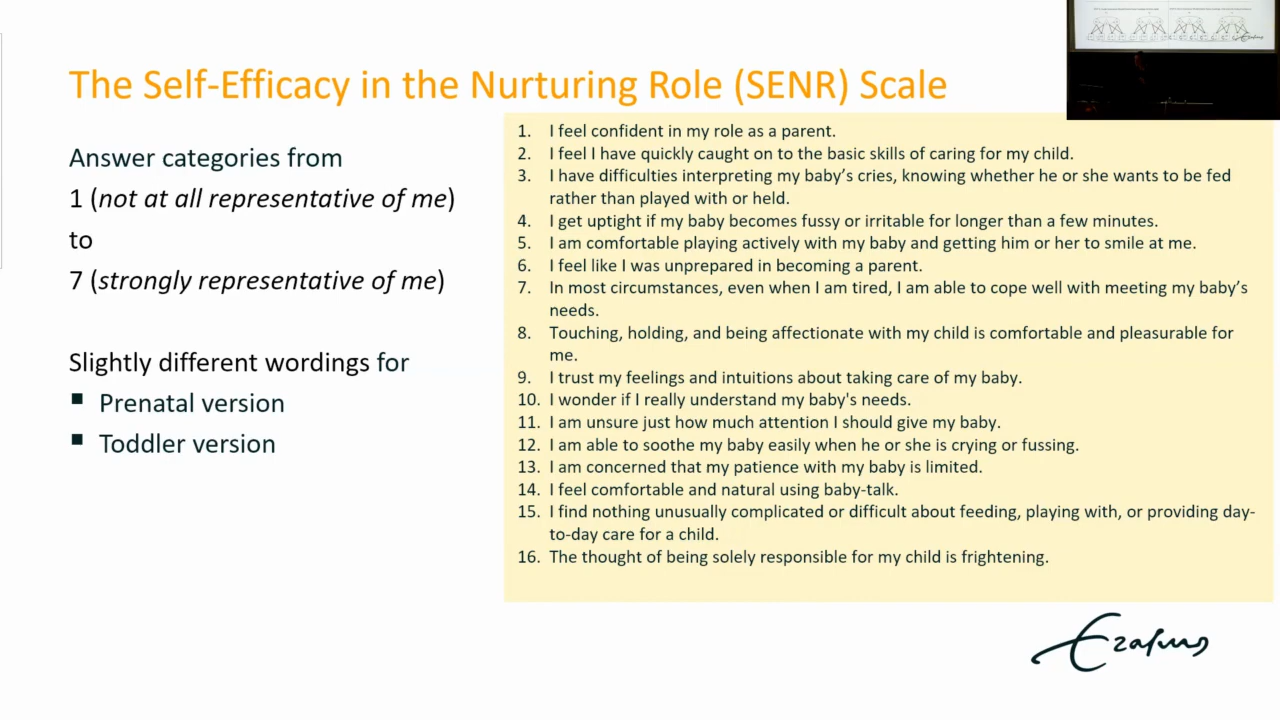 The Self-Efficacy in the Nurturing Role (SENR) Scale
Answer categories from
1 (not at all representative of me)
to
7 (strongly representative of me)
Slightly different wordings for
▪ Prenatal version
▪ Toddler version
1. I feel confident in my role as a parent.
2. I feel I have quickly caught on to the basic skills of caring for my child.
3. I have difficulties interpreting my baby’s cries, knowing whether he or she wants to be fed
rather than played with or held.
4. I get uptight if my baby becomes fussy or irritable for longer than a few minutes.
5. I am comfortable playing actively with my baby and getting him or her to smile at me.
6. I feel like I was unprepared in becoming a parent.
7. In most circumstances, even when I am tired, I am able to cope well with meeting my baby’s
needs.
8. Touching, holding, and being affectionate with my child is comfortable and pleasurable for
me.
9. I trust my feelings and intuitions about taking care of my baby.
10. I wonder if I really understand my baby's needs.
11. I am unsure just how much attention I should give my baby.
12. I am able to soothe my baby easily when he or she is crying or fussing.
13. I am concerned that my patience with my baby is limited.
14. I feel comfortable and natural using baby-talk.
15. I find nothing unusually complicated or difficult about feeding, playing with, or providing day-
to-day care for a child.
16. The thought of being solely responsible for my child is frightening.
Erasmus